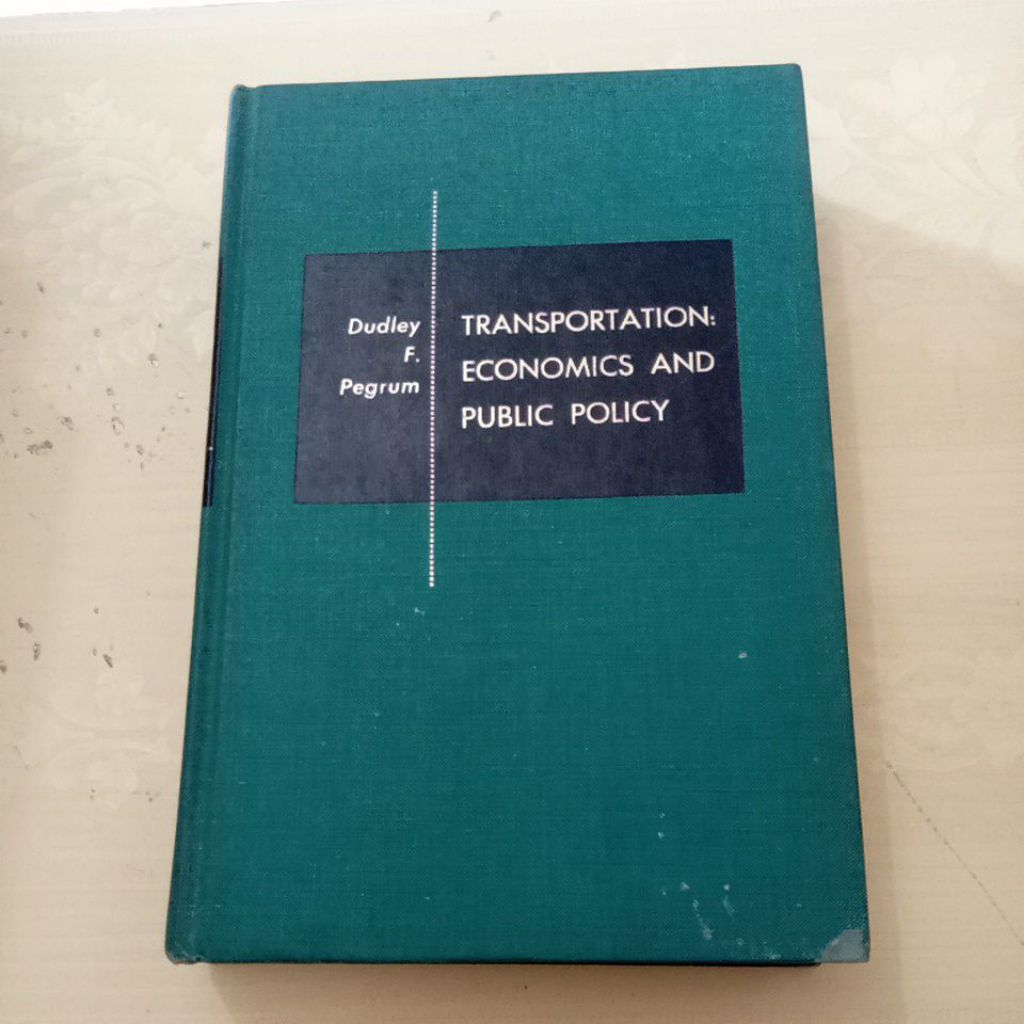 Dudley
F.
Pegrum
TRANSPORTATION:
ECONOMICS AND
PUBLIC POLICY